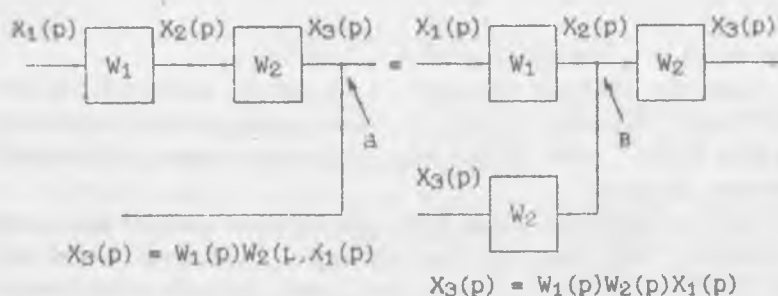 X1(p) X2(p) X3(p) X1(p) X2(p) X3(p)
W1 W2 = W1 W2
a B
X3(p)
W2
X3(p) = W1(p)W2(p,X1(p)
X3(p) = W1(p)W2(p)X1(p)